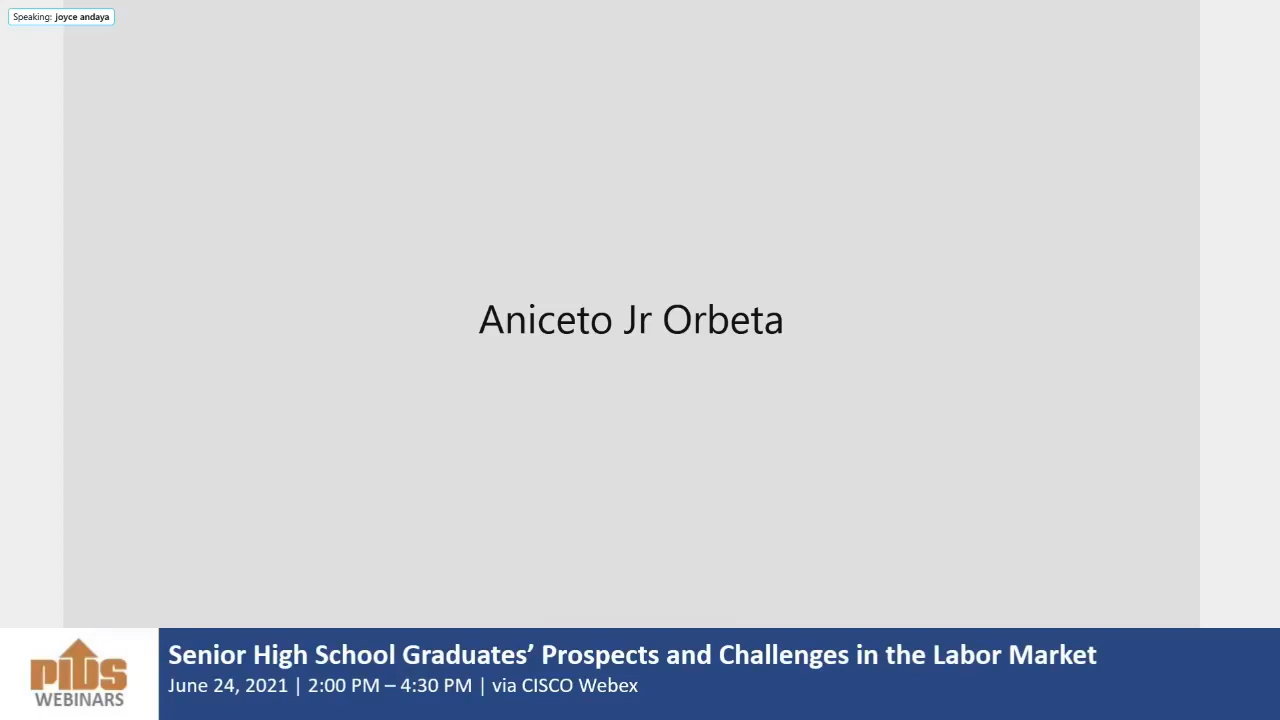 Speaking: joyce andaya
Aniceto Jr Orbeta
Senior High School Graduates’ Prospects and Challenges in the Labor Market
June 24, 2021 | 2:00 PM – 4:30 PM | via CISCO Webex
PIDS
WEBINARS